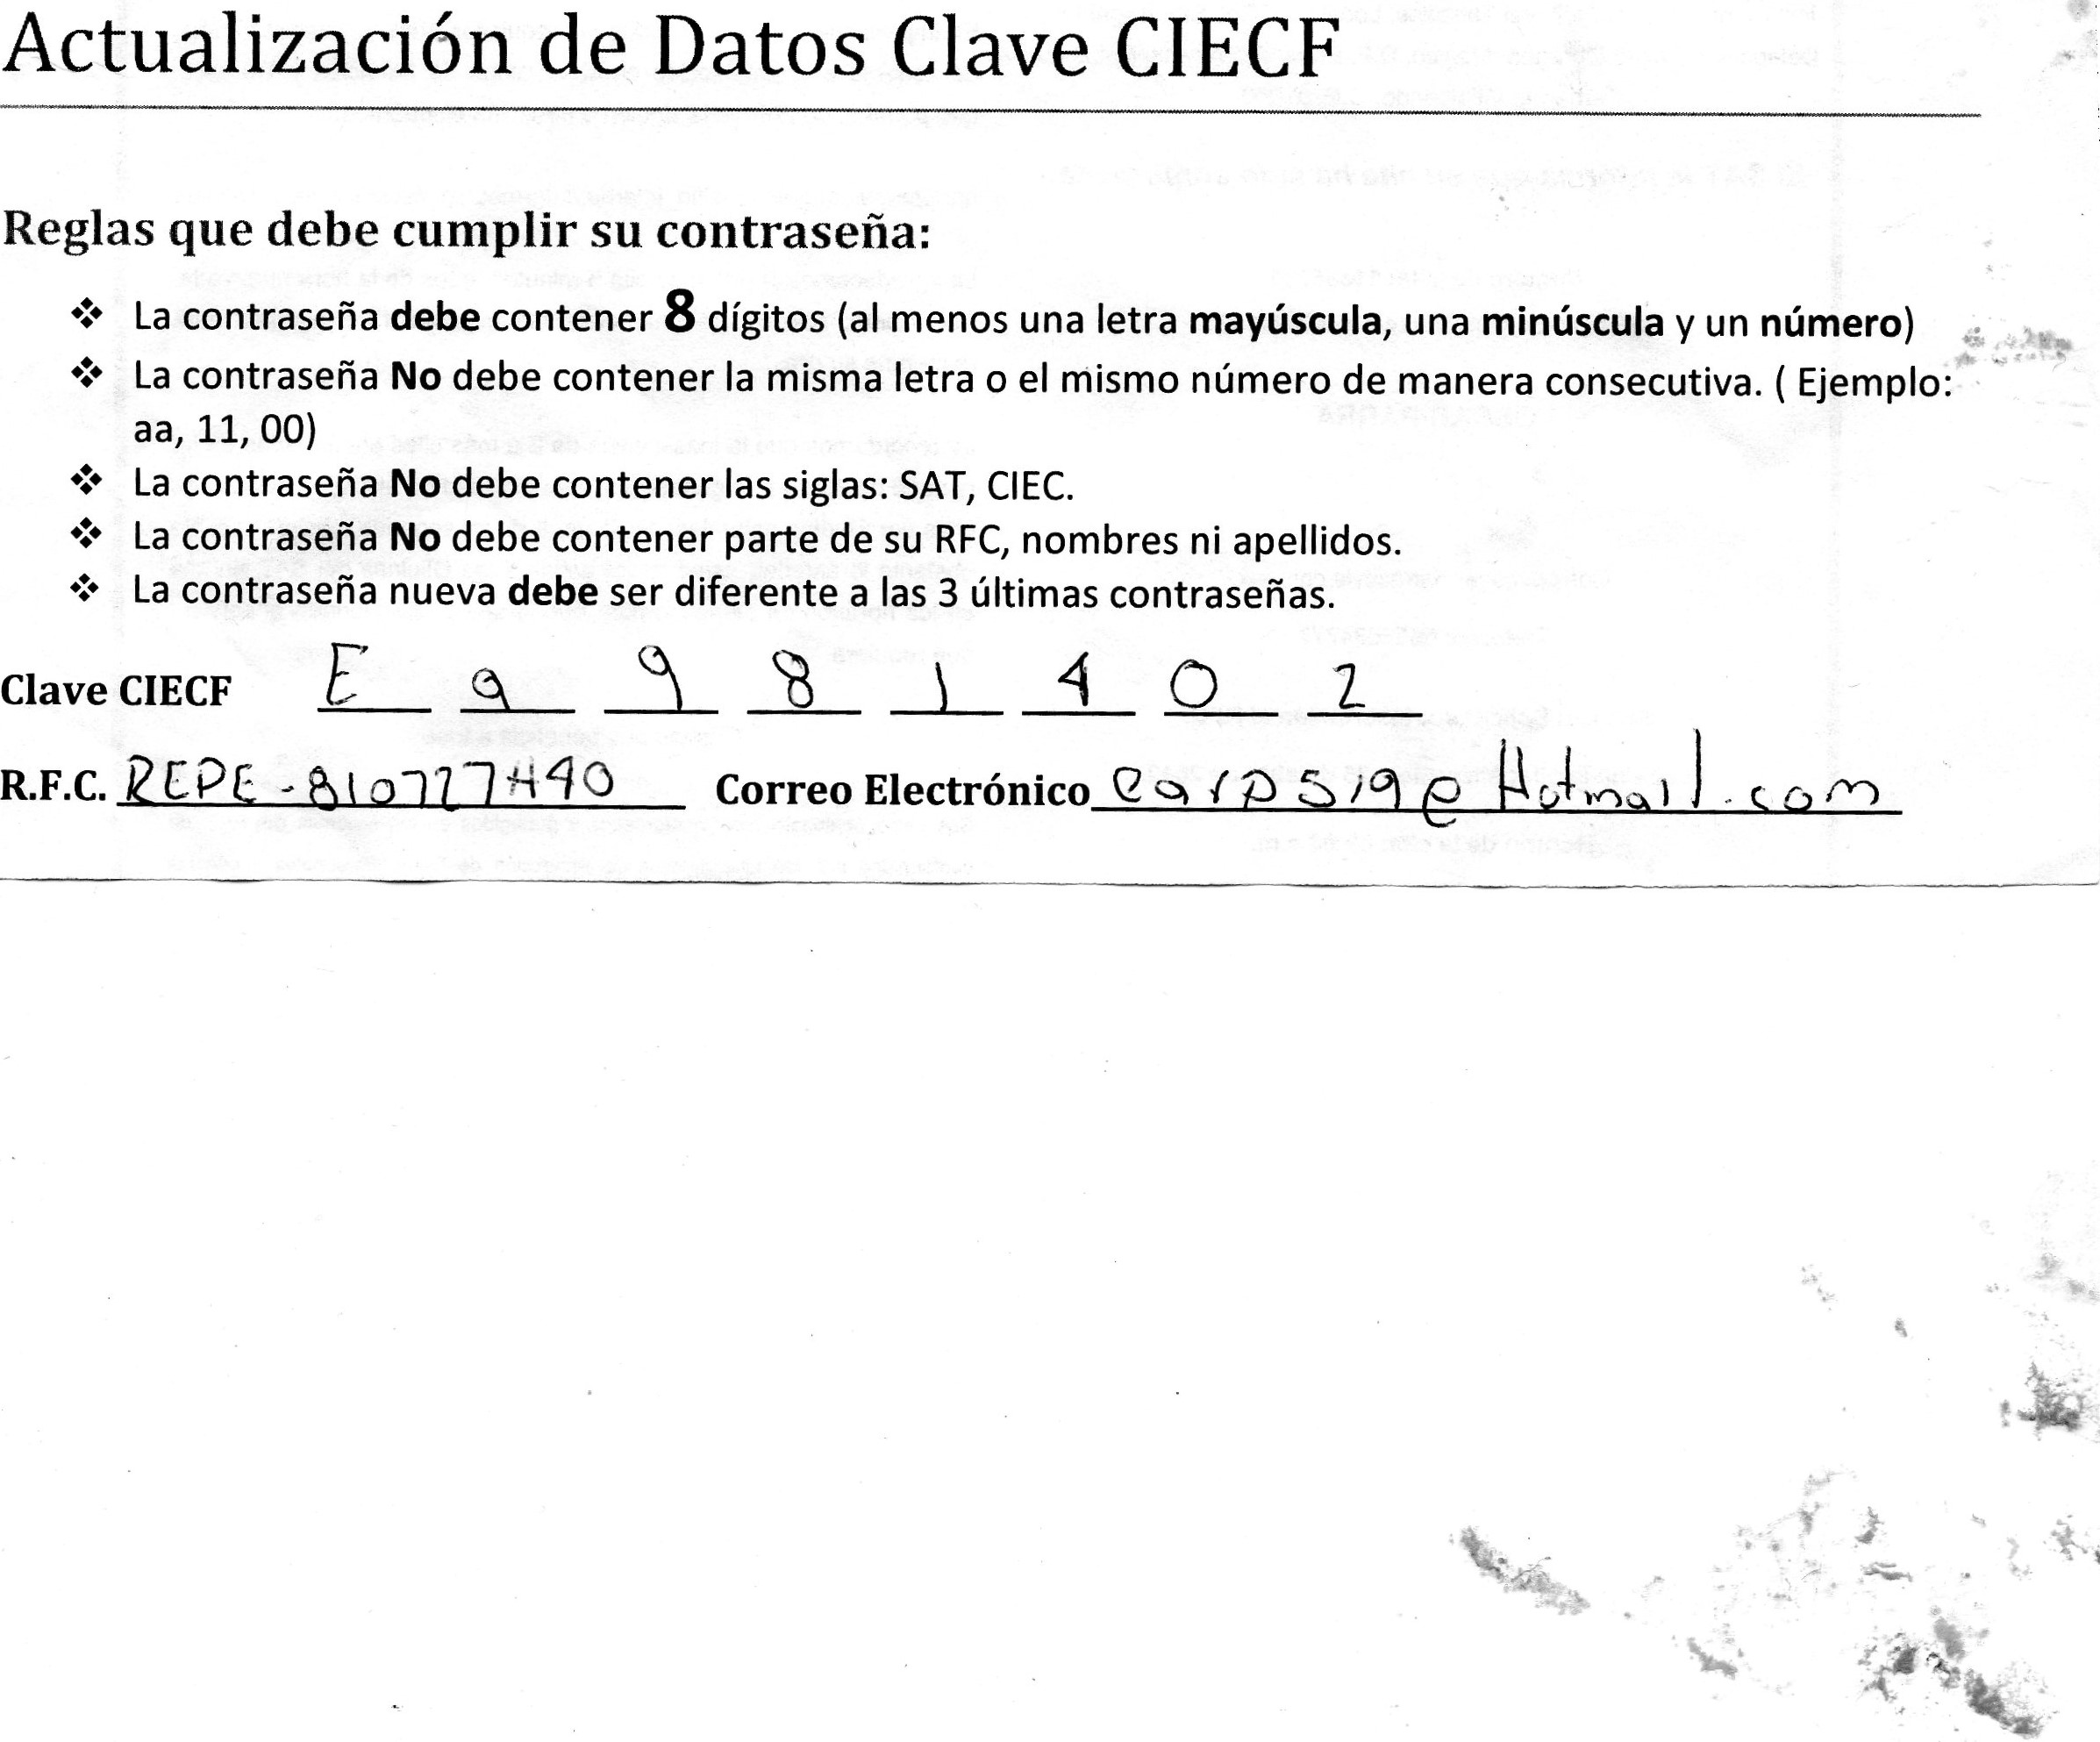 Actualización de Datos Clave CIECF
Reglas que debe cumplir su contraseña:
❖ La contraseña debe contener 8 dígitos (al menos una letra mayúscula, una minúscula y un número)
❖ La contraseña No debe contener la misma letra o el mismo número de manera consecutiva. ( Ejemplo:
aa, 11, 00)
❖ La contraseña No debe contener las siglas: SAT, CIEC.
❖ La contraseña No debe contener parte de su RFC, nombres ni apellidos.
❖ La contraseña nueva debe ser diferente a las 3 últimas contraseñas.
Clave CIECF E a 9 8 1 4 0 2
R.F.C. REPE-810727H40 Correo Electrónico earpsia@Hotmail.com